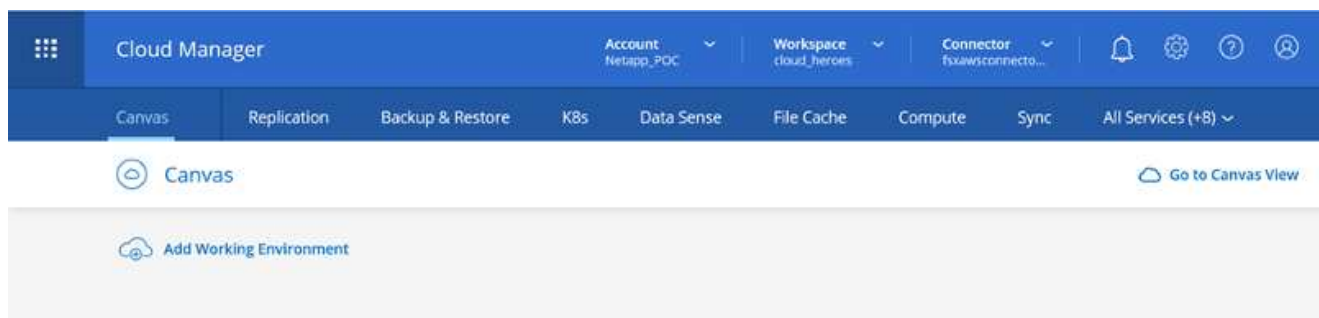 Cloud Manager
Account
Netapp_POC
Workspace
cloud_heroes
Connector
fsxawsconnecto...
Canvas Replication Backup & Restore K8s Data Sense File Cache Compute Sync All Services (+8)
Canvas
Go to Canvas View
Add Working Environment